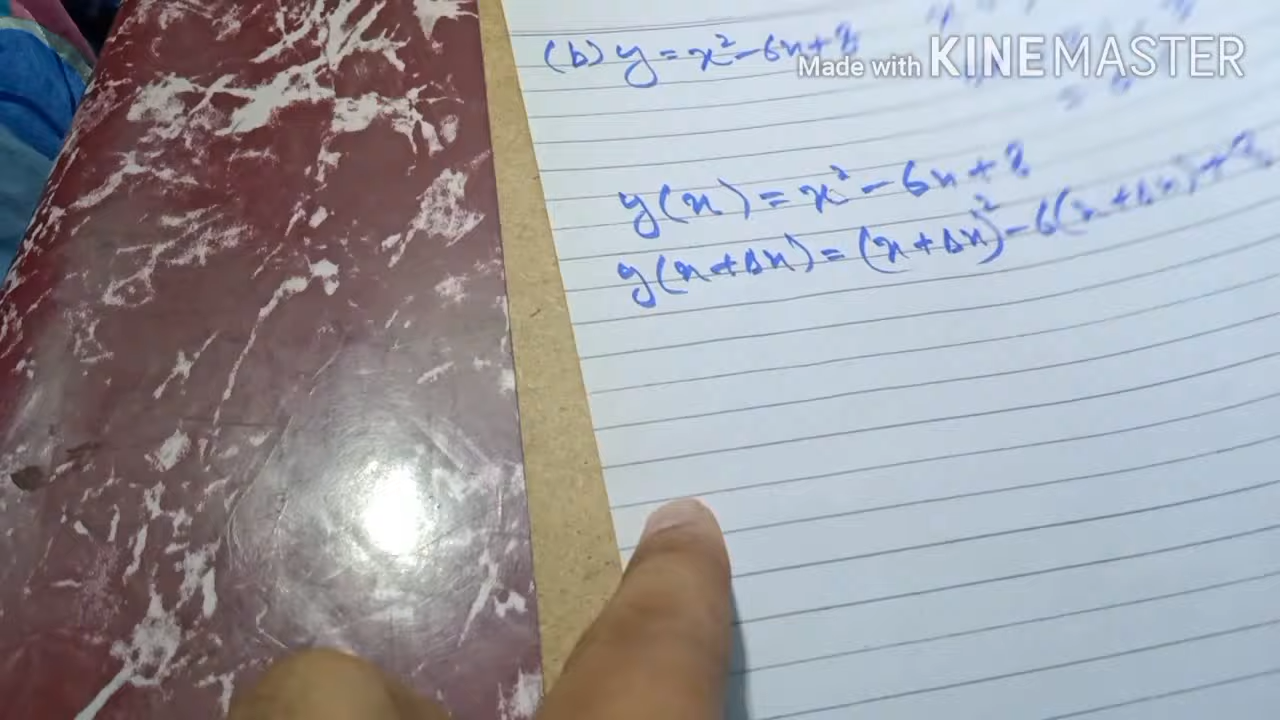 (b) y = x² - 6x + 8
Made with KINEMASTER
y(x) = x² - 6x + 8
y(x+Δx) = (x+Δx)² - 6(x+Δx) + 8